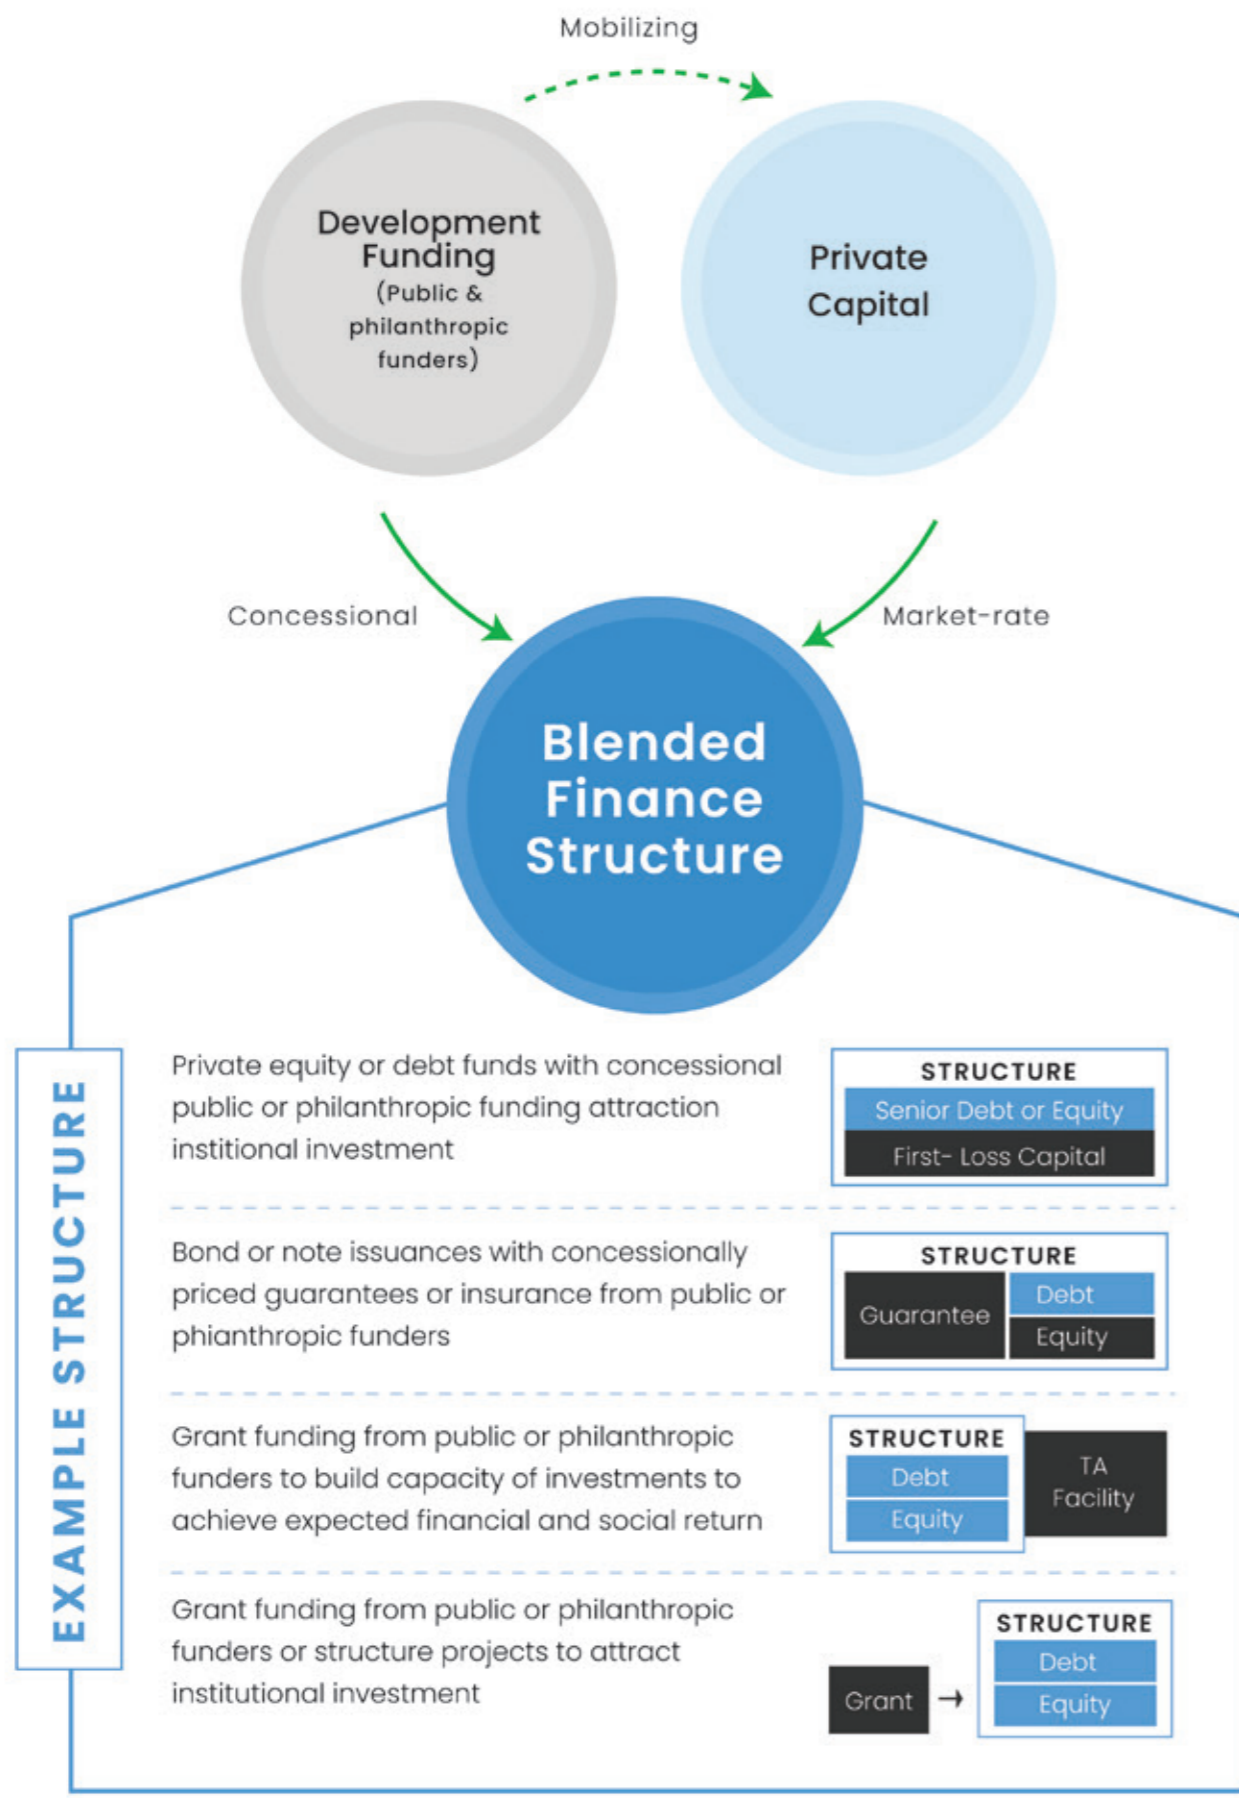 Mobilizing
Development
Funding
(Public &
philanthropic
funders)
Private
Capital
Concessional
Market-rate
Blended
Finance
Structure
EXAMPLE STRUCTURE
Private equity or debt funds with concessional
public or philanthropic funding attraction
institional investment
STRUCTURE
Senior Debt or Equity
First- Loss Capital
Bond or note issuances with concessionally
priced guarantees or insurance from public or
phianthropic funders
STRUCTURE
Guarantee
Debt
Equity
Grant funding from public or philanthropic
funders to build capacity of investments to
achieve expected financial and social return
STRUCTURE
Debt
Equity
TA
Facility
Grant funding from public or philanthropic
funders or structure projects to attract
institutional investment
Grant →
STRUCTURE
Debt
Equity